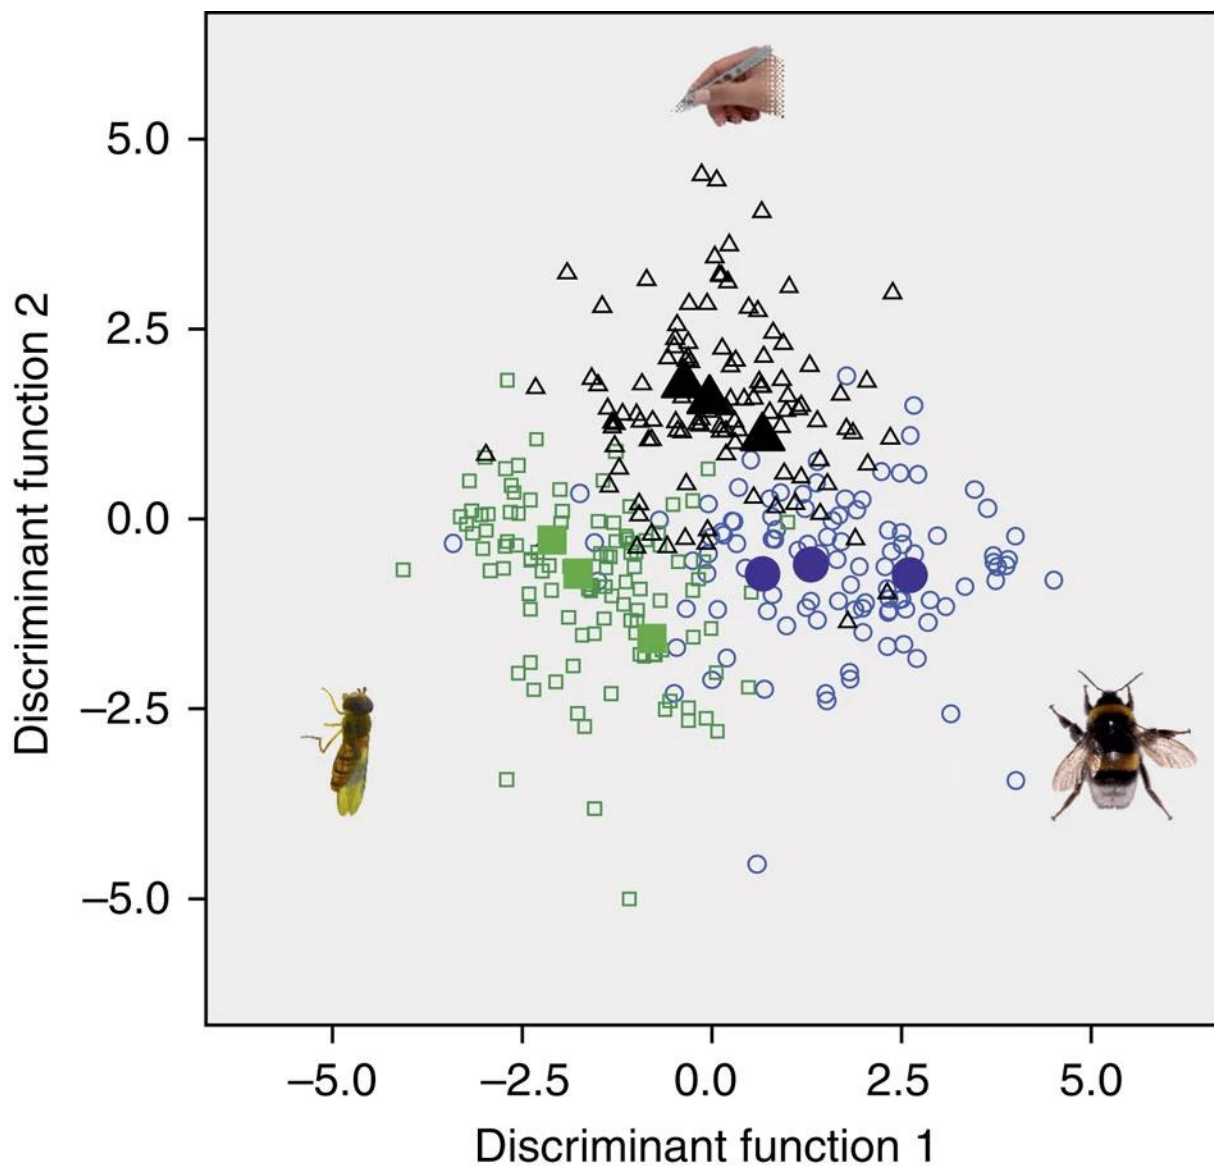 Discriminant function 2
5.0
2.5
0.0
–2.5
–5.0
–5.0 –2.5 0.0 2.5 5.0
Discriminant function 1